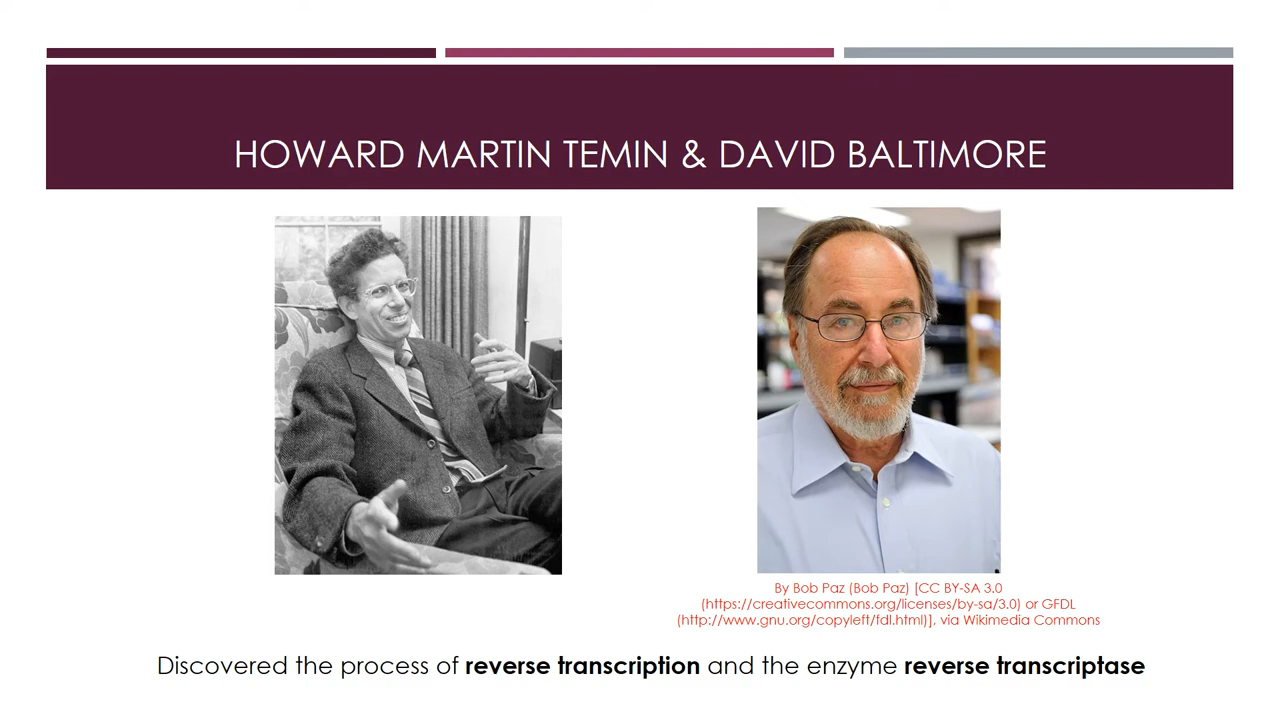 HOWARD MARTIN TEMIN & DAVID BALTIMORE
By Bob Paz (Bob Paz) [CC BY-SA 3.0
(https://creativecommons.org/licenses/by-sa/3.0) or GFDL
(http://www.gnu.org/copyleft/fdl.html)], via Wikimedia Commons
Discovered the process of reverse transcription and the enzyme reverse transcriptase